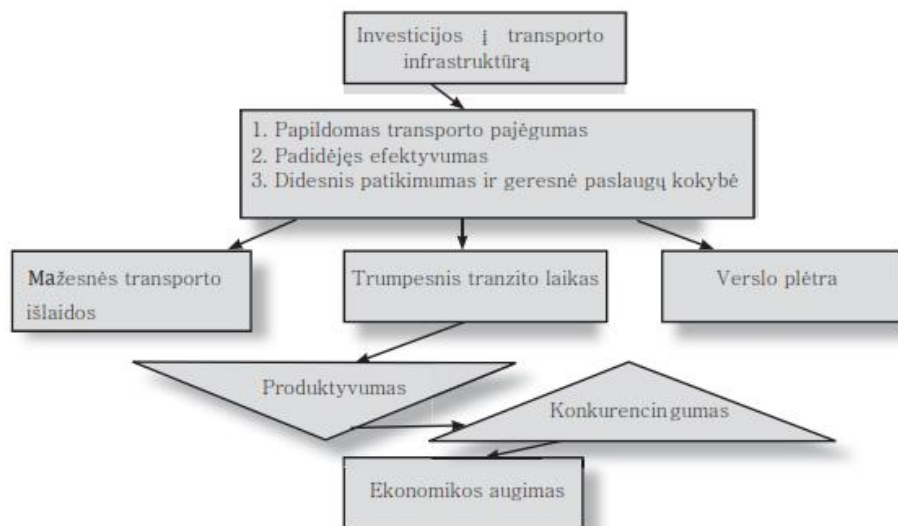 Investicijos į transporto
infrastruktūrą
1. Papildomas transporto pajėgumas
2. Padidėjęs efektyvumas
3. Didesnis patikimumas ir geresnė paslaugų kokybė
Mažesnės transporto
išlaidos
Trumpesnis tranzito laikas
Verslo plėtra
Produktyvumas
Konkurencingumas
Ekonomikos augimas